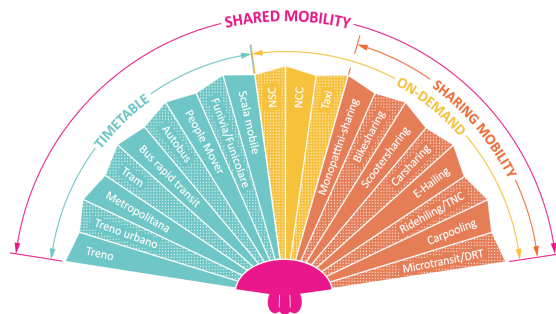 SHARED MOBILITY
TIMETABLE
ON-DEMAND
SHARING MOBILITY
Treno
Treno urbano
Metropolitana
Tram
Bus rapid transit
Autobus
People Mover
Funivia/Funicolare
Scala mobile
NSC
NCC
Taxi
Monopattini-sharing
Bikesharing
Scootersharing
Carsharing
E-Hailing
Ridehiling/TNC
Carpooling
Microtransit/DRT